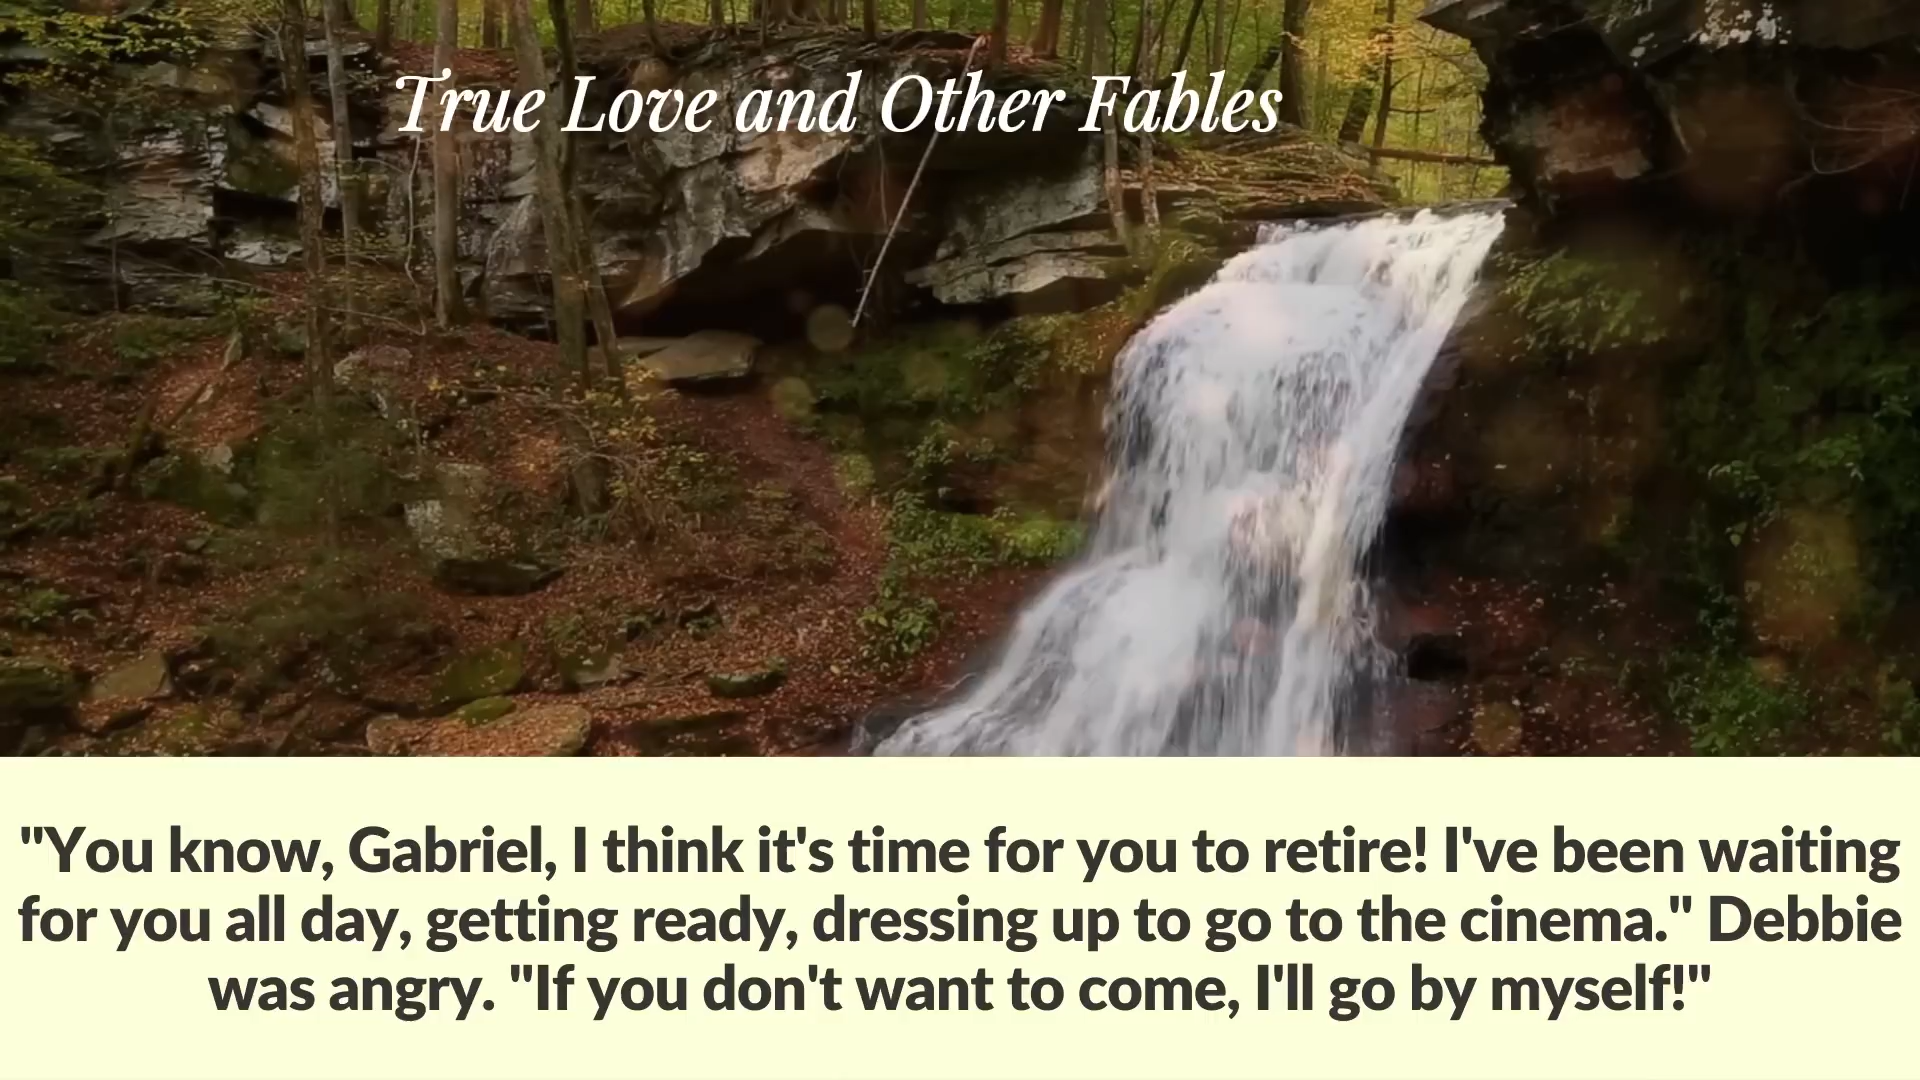 True Love and Other Fables
"You know, Gabriel, I think it's time for you to retire! I've been waiting
for you all day, getting ready, dressing up to go to the cinema." Debbie
was angry. "If you don't want to come, I'll go by myself!"